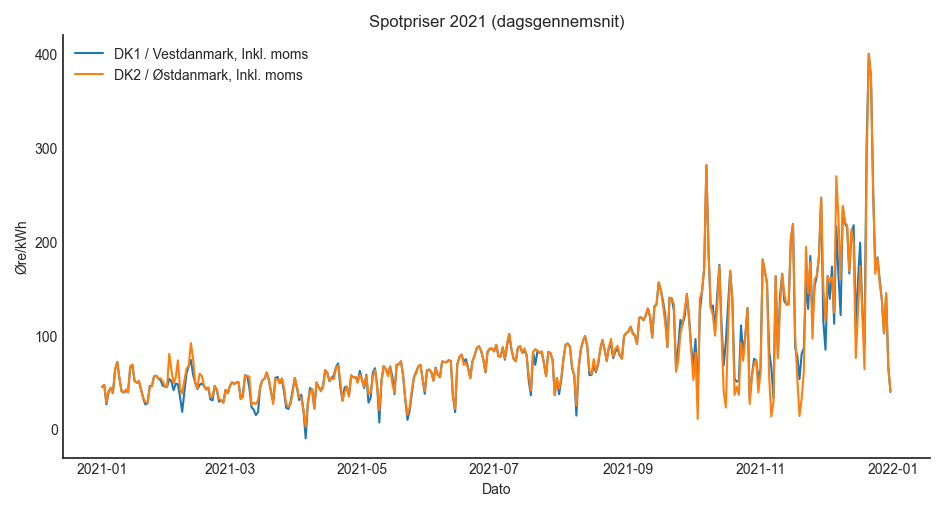 Spotpriser 2021 (dagsgennemsnit)
DK1 / Vestdanmark, Inkl. moms
DK2 / Østdanmark, Inkl. moms
Øre/kWh
400
300
200
100
0
2021-01
2021-03
2021-05
2021-07
2021-09
2021-11
2022-01
Dato